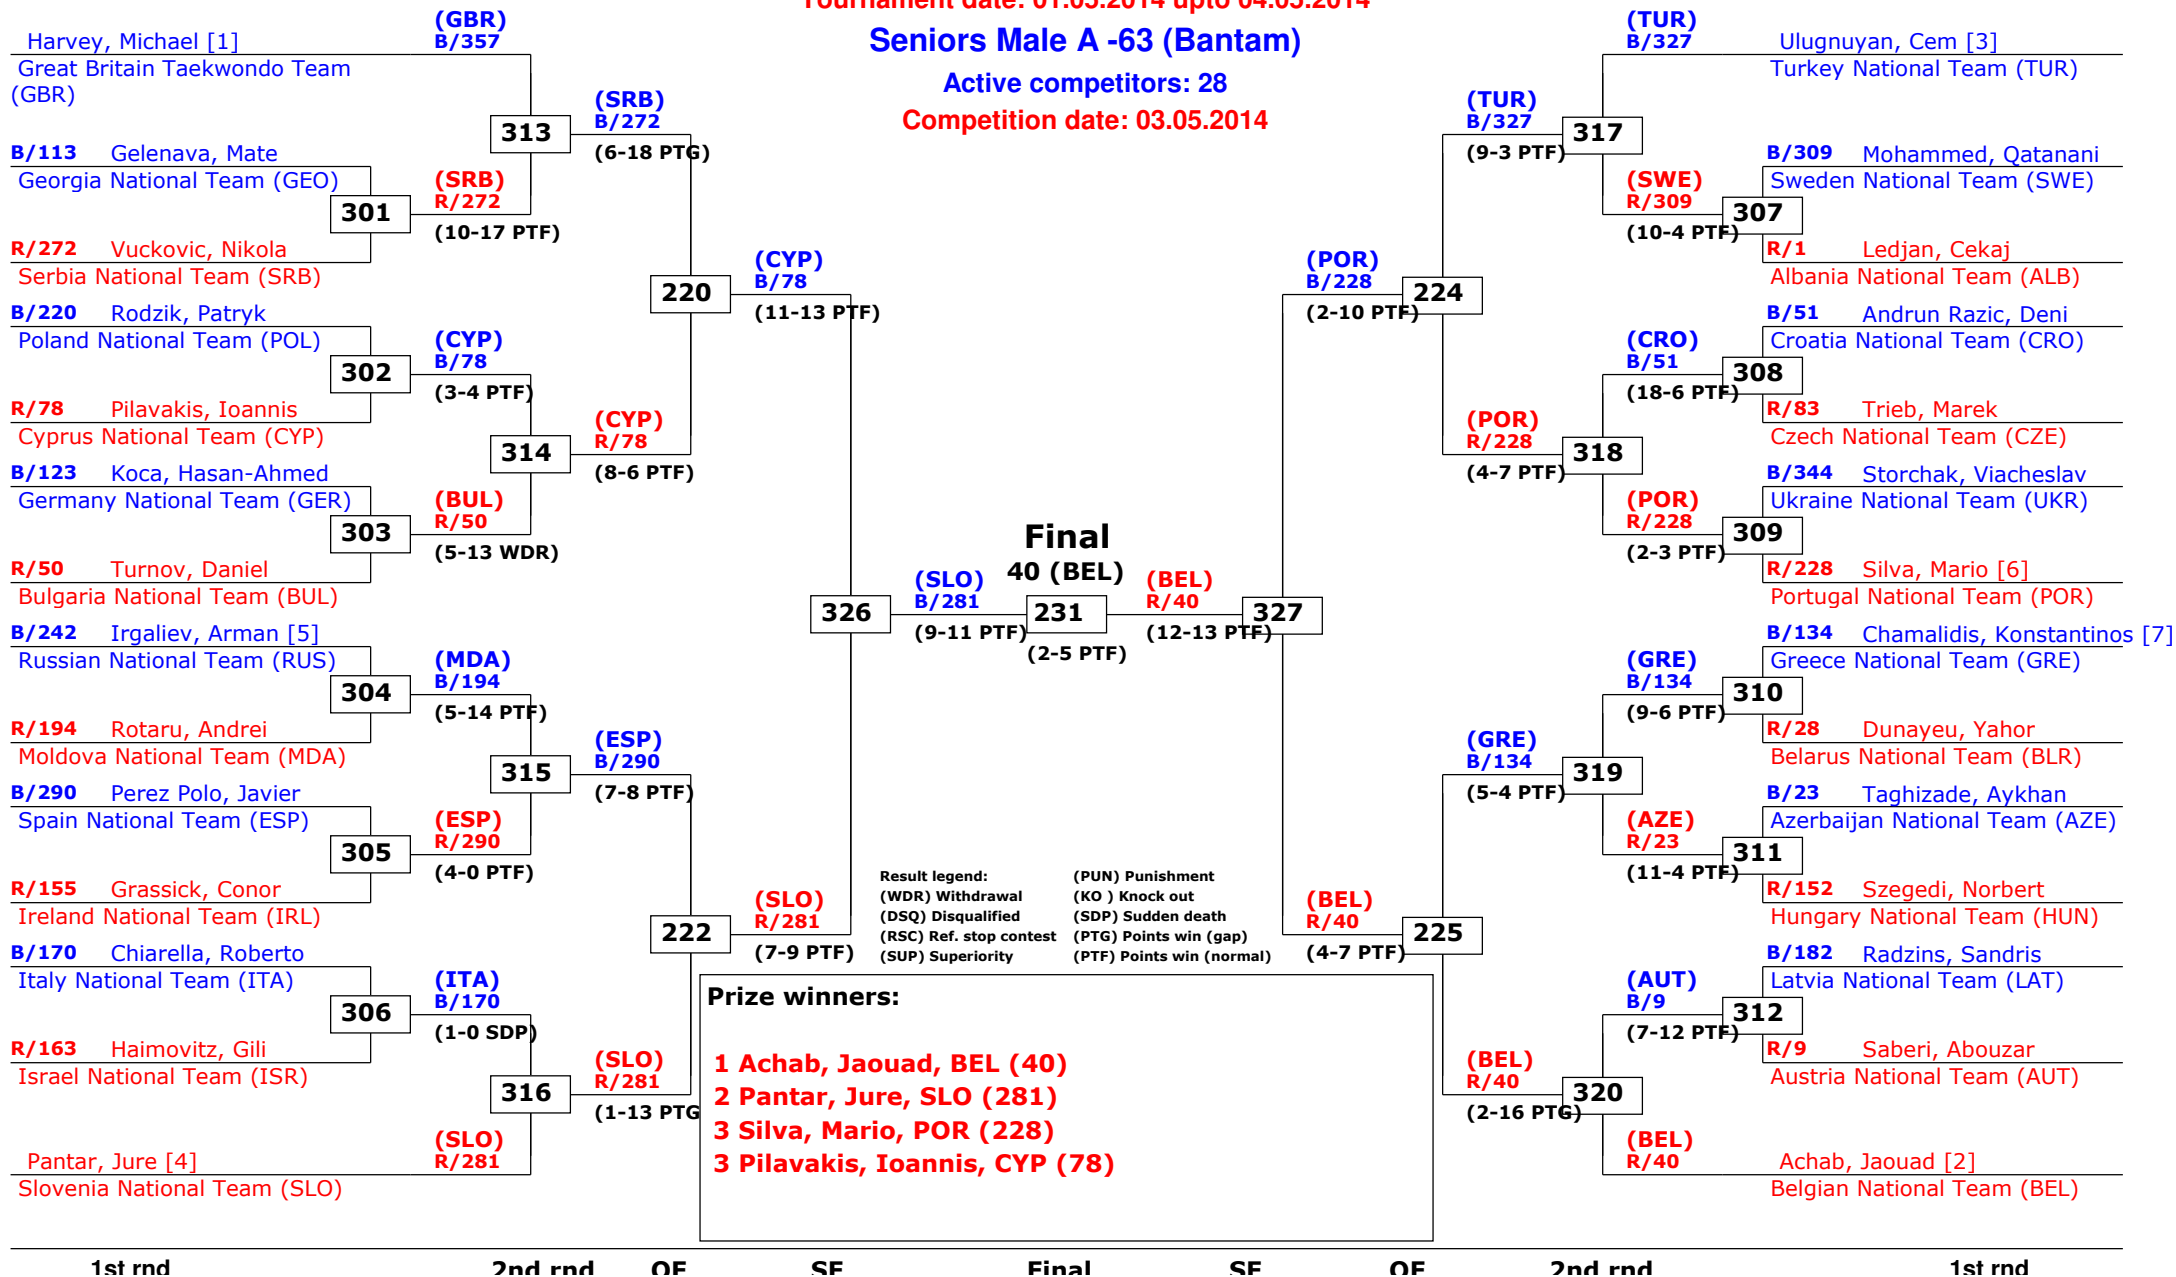 Tournament date: 01.05.2014 upto 04.05.2014
Seniors Male A -63 (Bantam)
Active competitors: 28
Competition date: 03.05.2014
Harvey, Michael [1]
Great Britain Taekwondo Team
(GBR)
B/113 Gelenava, Mate
Georgia National Team (GEO)
R/272 Vuckovic, Nikola
Serbia National Team (SRB)
B/220 Rodzik, Patryk
Poland National Team (POL)
R/78 Pilavakis, Ioannis
Cyprus National Team (CYP)
B/123 Koca, Hasan-Ahmed
Germany National Team (GER)
R/50 Turnov, Daniel
Bulgaria National Team (BUL)
B/242 Irgaliev, Arman [5]
Russian National Team (RUS)
R/194 Rotaru, Andrei
Moldova National Team (MDA)
B/290 Perez Polo, Javier
Spain National Team (ESP)
R/155 Grassick, Conor
Ireland National Team (IRL)
B/170 Chiarella, Roberto
Italy National Team (ITA)
R/163 Haimovitz, Gili
Israel National Team (ISR)
Pantar, Jure [4]
Slovenia National Team (SLO)
301
302
303
304
305
306
(GBR)
B/357
(SRB)
R/272
(10-17 PTF)
(CYP)
B/78
(3-4 PTF)
(BUL)
R/50
(5-13 WDR)
(MDA)
B/194
(5-14 PTF)
(ESP)
R/290
(4-0 PTF)
(ITA)
B/170
(1-0 SDP)
(SLO)
R/281
313
314
315
316
(SRB)
B/272
(6-18 PTG)
(CYP)
R/78
(8-6 PTF)
(ESP)
B/290
(7-8 PTF)
(SLO)
R/281
(1-13 PTG
220
222
(CYP)
B/78
(11-13 PTF)
(SLO)
R/281
(7-9 PTF)
326
(SLO)
B/281
(9-11 PTF)
Final
40 (BEL)
231
(2-5 PTF)
(BEL)
R/40
(12-13 PTF)
327
(POR)
B/228
(2-10 PTF)
(BEL)
R/40
(4-7 PTF)
224
225
(TUR)
B/327
(9-3 PTF)
(POR)
R/228
(4-7 PTF)
(GRE)
B/134
(5-4 PTF)
(BEL)
R/40
(2-16 PTG)
317
318
319
320
(TUR)
B/327
(SWE)
R/309
(10-4 PTF)
(CRO)
B/51
(18-6 PTF)
(POR)
R/228
(2-3 PTF)
(GRE)
B/134
(9-6 PTF)
(AZE)
R/23
(11-4 PTF)
(AUT)
B/9
(7-12 PTF)
(BEL)
R/40
307
308
309
310
311
312
Ulugnuyan, Cem [3]
Turkey National Team (TUR)
B/309 Mohammed, Qatanani
Sweden National Team (SWE)
R/1 Ledjan, Cekaj
Albania National Team (ALB)
B/51 Andrun Razic, Deni
Croatia National Team (CRO)
R/83 Trieb, Marek
Czech National Team (CZE)
B/344 Storchak, Viacheslav
Ukraine National Team (UKR)
R/228 Silva, Mario [6]
Portugal National Team (POR)
B/134 Chamalidis, Konstantinos [7]
Greece National Team (GRE)
R/28 Dunayeu, Yahor
Belarus National Team (BLR)
B/23 Taghizade, Aykhan
Azerbaijan National Team (AZE)
R/152 Szegedi, Norbert
Hungary National Team (HUN)
B/182 Radzins, Sandris
Latvia National Team (LAT)
R/9 Saberi, Abouzar
Austria National Team (AUT)
Achab, Jaouad [2]
Belgian National Team (BEL)
Result legend: (PUN) Punishment
(WDR) Withdrawal (KO ) Knock out
(DSQ) Disqualified (SDP) Sudden death
(RSC) Ref. stop contest (PTG) Points win (gap)
(SUP) Superiority (PTF) Points win (normal)
Prize winners:
1 Achab, Jaouad, BEL (40)
2 Pantar, Jure, SLO (281)
3 Silva, Mario, POR (228)
3 Pilavakis, Ioannis, CYP (78)
1st rnd 2nd rnd QF SF Final SF QF 2nd rnd 1st rnd